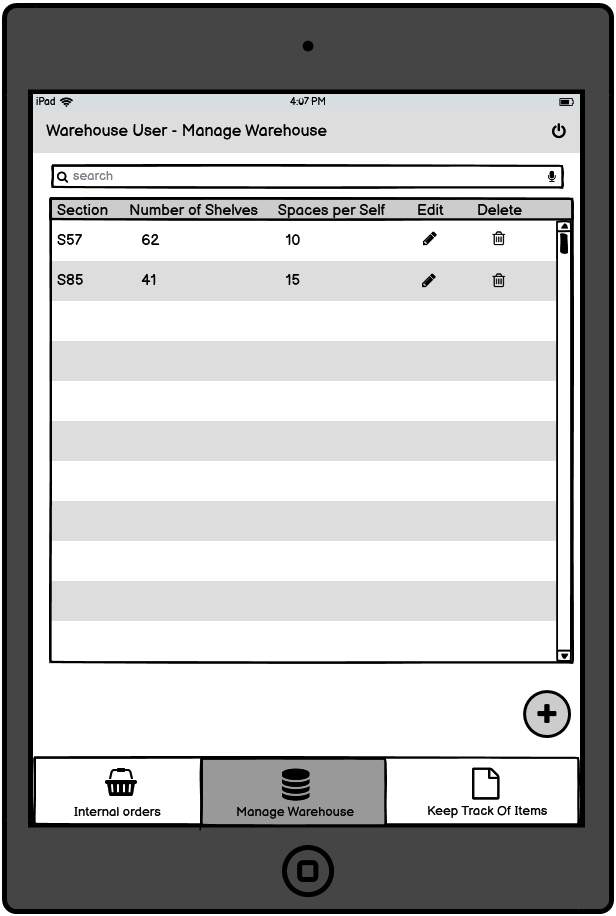 iPad 4:07 PM
Warehouse User - Manage Warehouse
search
Section Number of Shelves Spaces per Self Edit Delete
S57 62 10
S85 41 15
Internal orders Manage Warehouse Keep Track Of Items